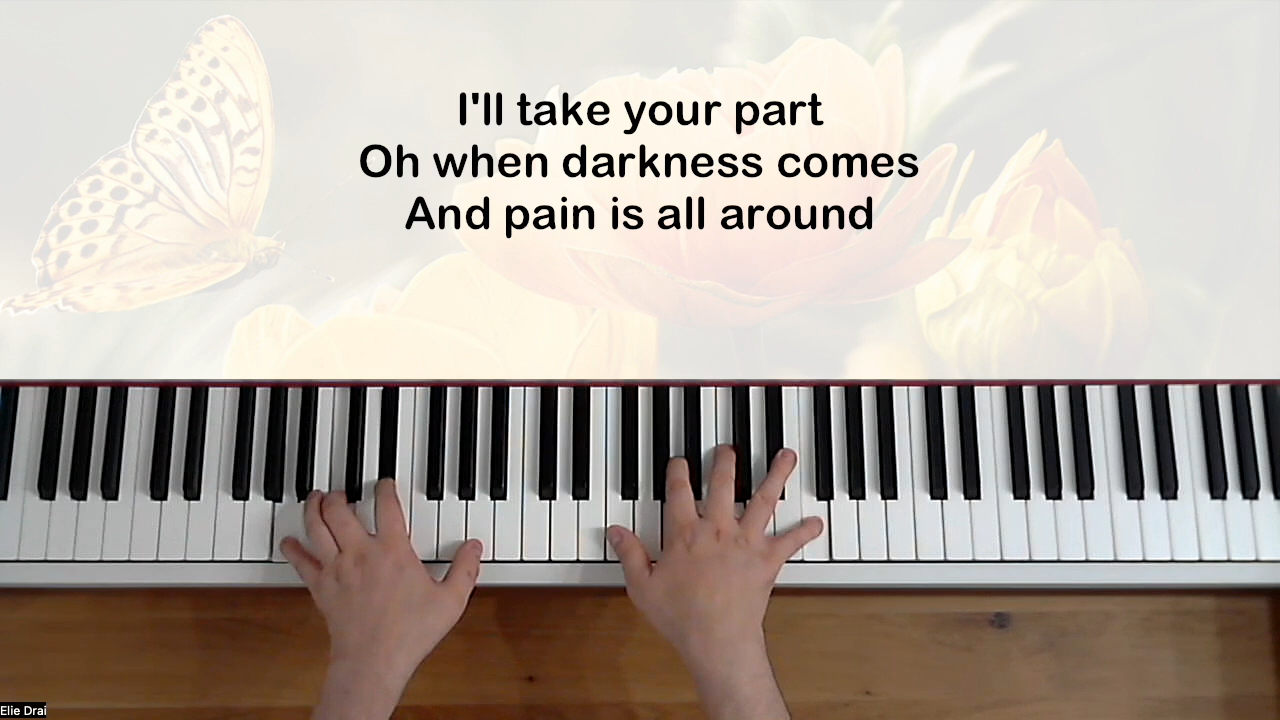 I'll take your part
Oh when darkness comes
And pain is all around
Elie Drai